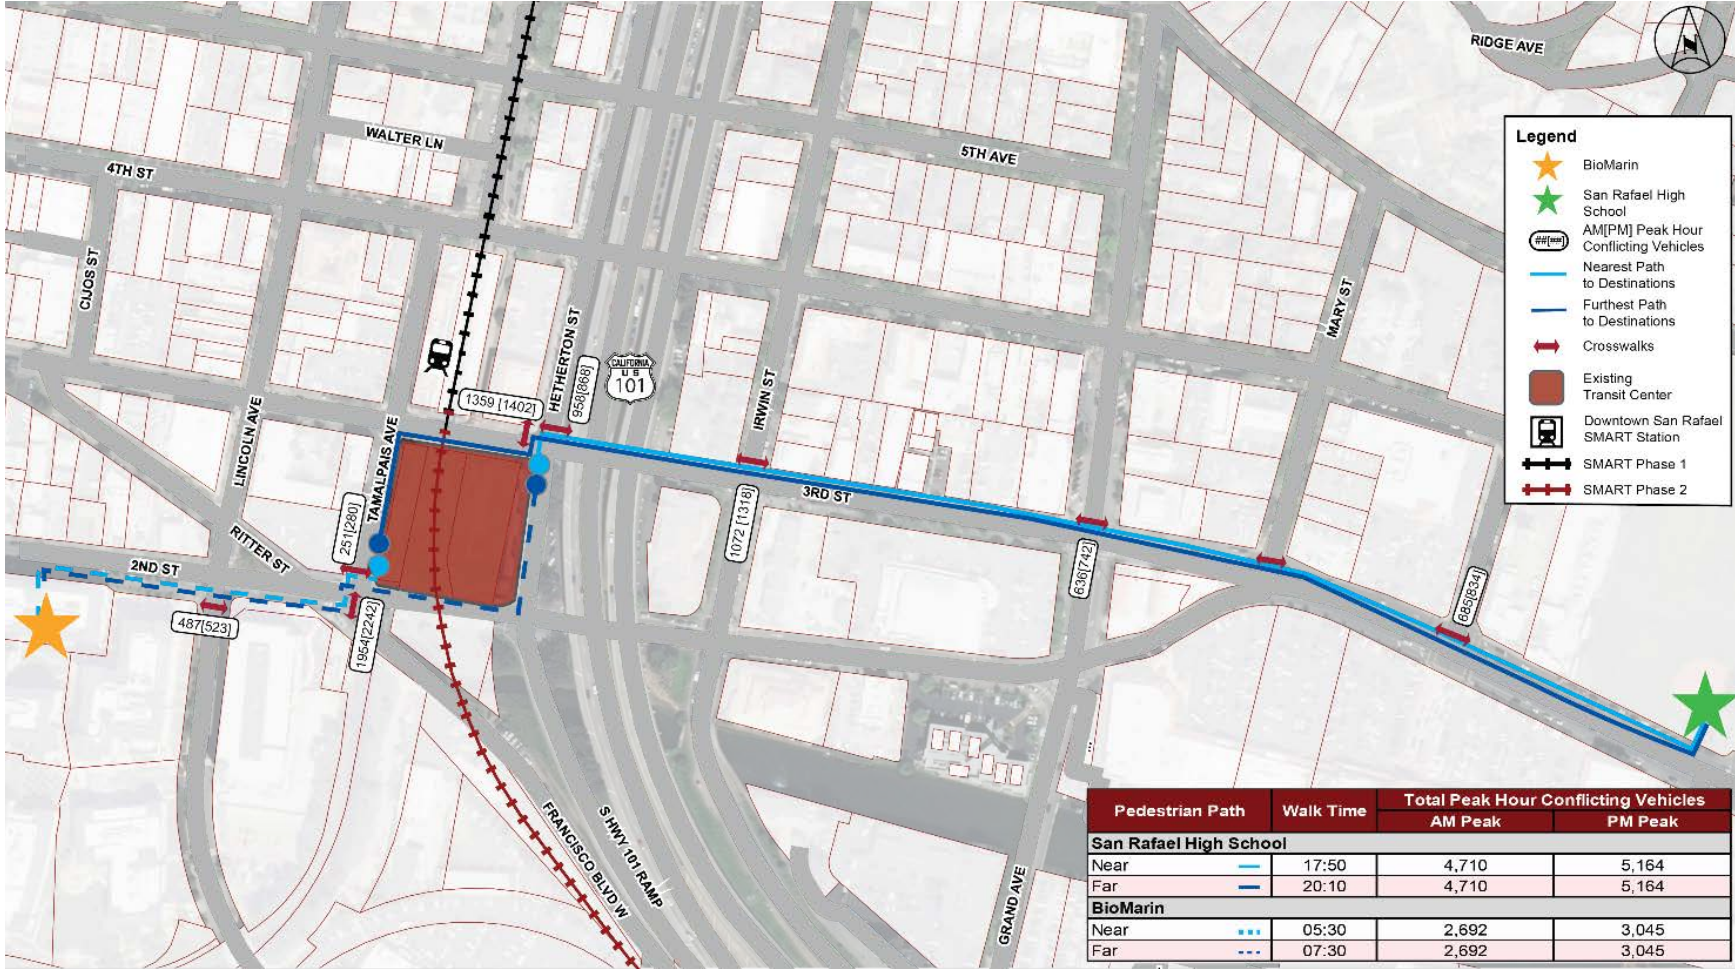 RIDGE AVE
N
WALTER LN
5TH AVE
4TH ST
CIJOS ST
HETHERTON ST
MARY ST
IRWIN ST
LINCOLN AVE
TAMALPAIS AVE
CALIFORNIA
US
101
1359 [1402]
958[868]
3RD ST
251[280]
RITTER ST
2ND ST
1072 [1318]
636[742]
685[834]
487[523]
1954[2242]
FRANCISCO BLVD W
S HWY 101 RAMP
GRAND AVE
Legend
BioMarin
San Rafael High
School
##[##]
AM[PM] Peak Hour
Conflicting Vehicles
Nearest Path
to Destinations
Furthest Path
to Destinations
Crosswalks
Existing
Transit Center
Downtown San Rafael
SMART Station
SMART Phase 1
SMART Phase 2
Pedestrian Path Walk Time Total Peak Hour Conflicting Vehicles
AM Peak PM Peak
San Rafael High School
Near 17:50 4,710 5,164
Far 20:10 4,710 5,164
BioMarin
Near 05:30 2,692 3,045
Far 07:30 2,692 3,045